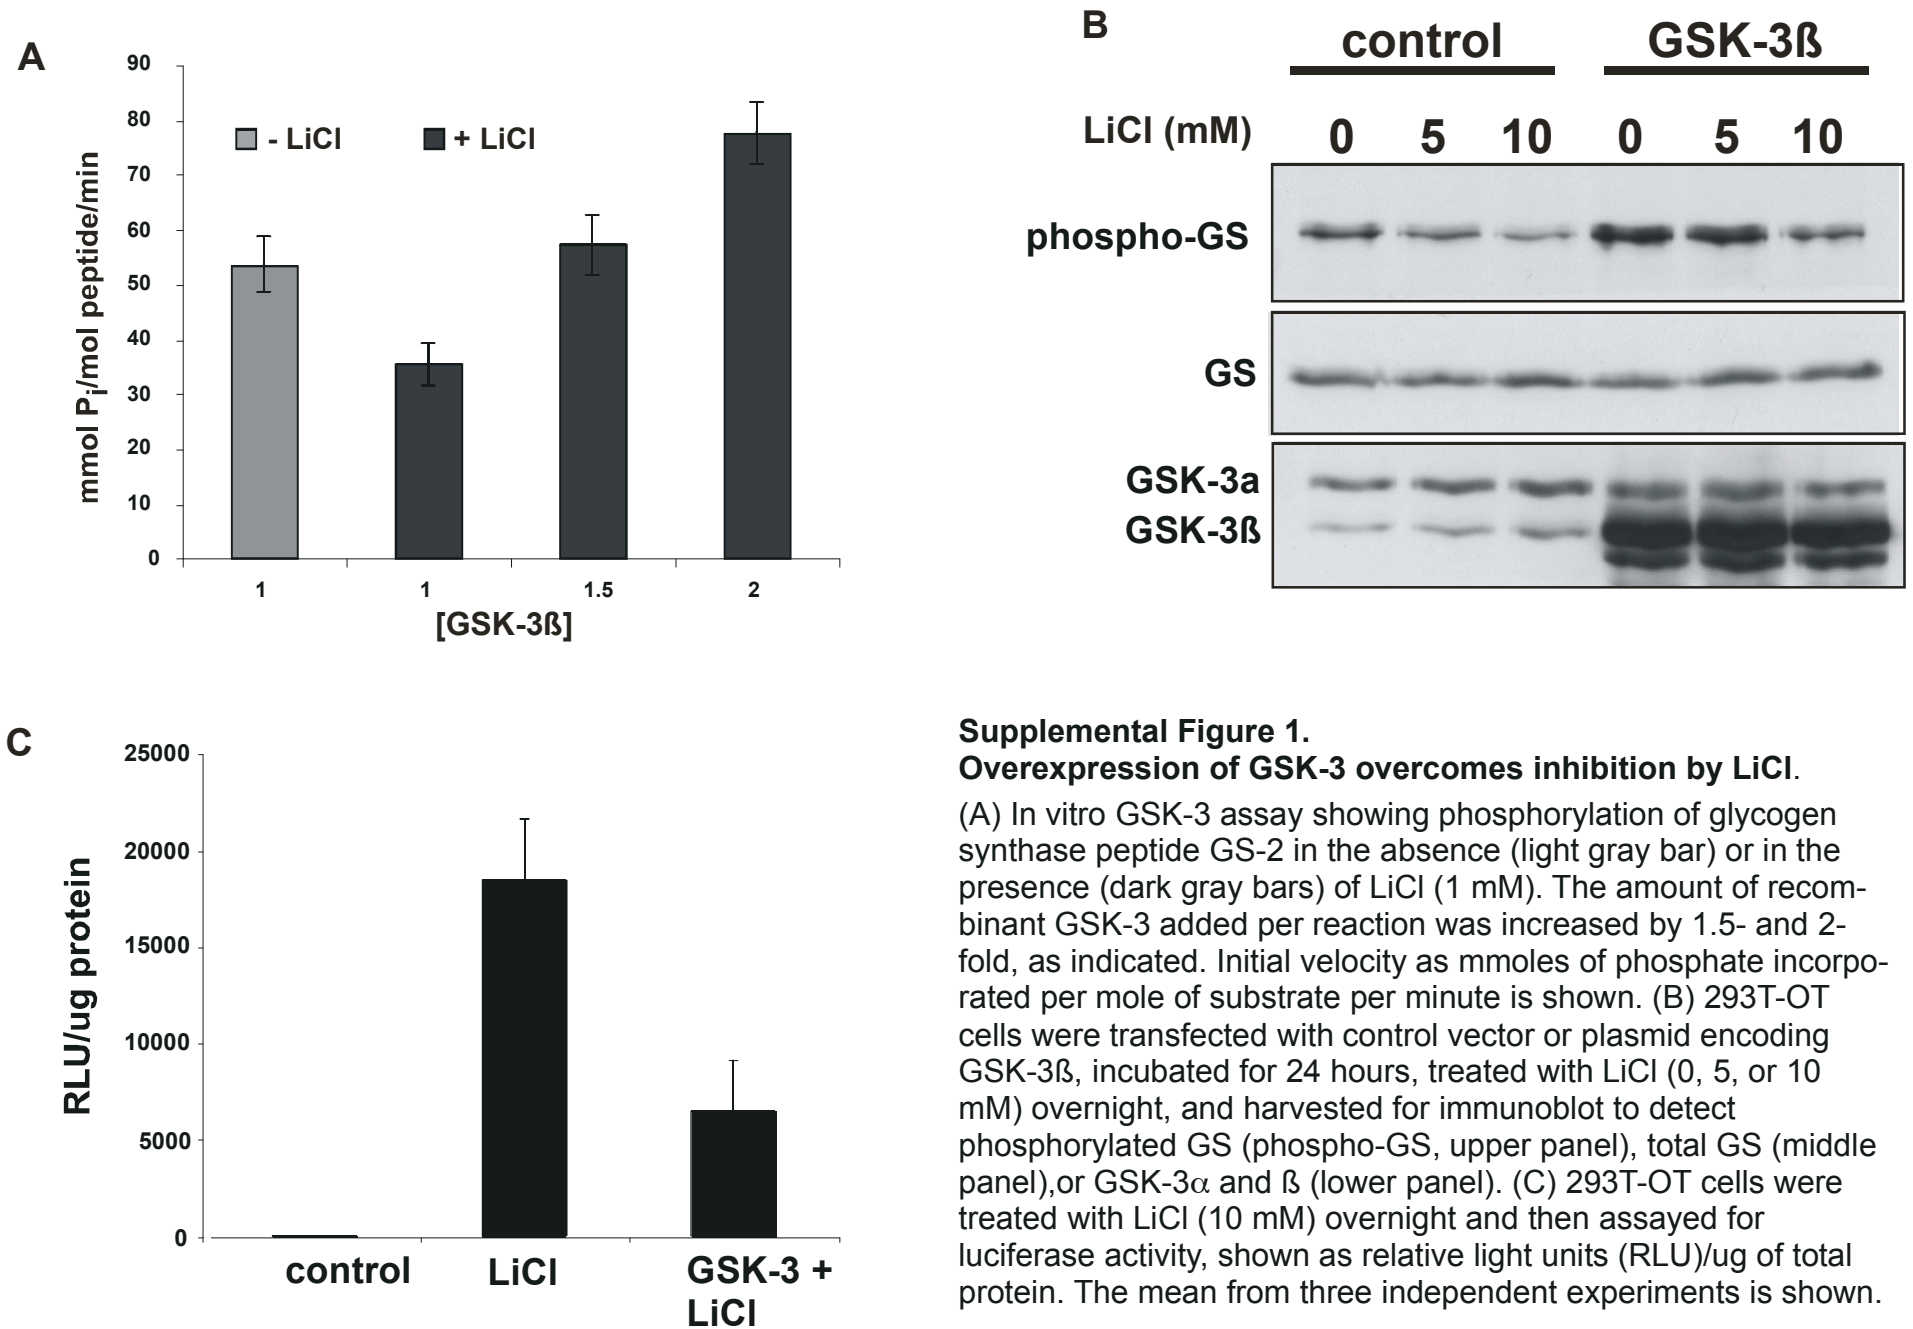 A
90
80
70
60
50
40
30
20
10
0
mmol Pi/mol peptide/min
- LiCl + LiCl
1 1 1.5 2
[GSK-3ß]
B
control GSK-3ß
LiCl (mM) 0 5 10 0 5 10
phospho-GS
GS
GSK-3a
GSK-3ß
C
25000
20000
15000
10000
5000
0
RLU/ug protein
control LiCl GSK-3 +
LiCl
Supplemental Figure 1.
Overexpression of GSK-3 overcomes inhibition by LiCl.
(A) In vitro GSK-3 assay showing phosphorylation of glycogen
synthase peptide GS-2 in the absence (light gray bar) or in the
presence (dark gray bars) of LiCl (1 mM). The amount of recom-
binant GSK-3 added per reaction was increased by 1.5- and 2-
fold, as indicated. Initial velocity as mmoles of phosphate incorpo-
rated per mole of substrate per minute is shown. (B) 293T-OT
cells were transfected with control vector or plasmid encoding
GSK-3ß, incubated for 24 hours, treated with LiCl (0, 5, or 10
mM) overnight, and harvested for immunoblot to detect
phosphorylated GS (phospho-GS, upper panel), total GS (middle
panel),or GSK-3α and ß (lower panel). (C) 293T-OT cells were
treated with LiCl (10 mM) overnight and then assayed for
luciferase activity, shown as relative light units (RLU)/ug of total
protein. The mean from three independent experiments is shown.